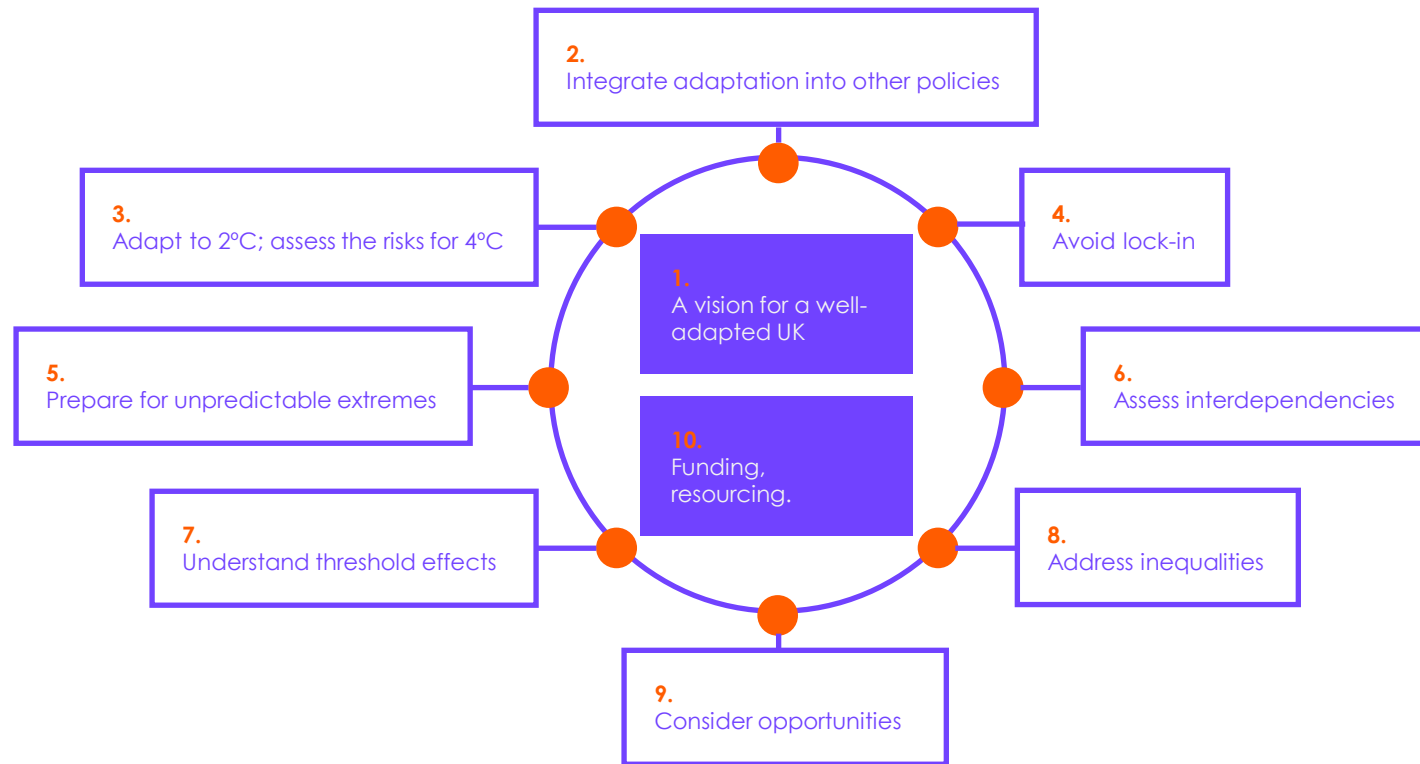 2.
Integrate adaptation into other policies
3.
Adapt to 2ºC; assess the risks for 4ºC
4.
Avoid lock-in
1.
A vision for a well-
adapted UK
5.
Prepare for unpredictable extremes
6.
Assess interdependencies
10.
Funding,
resourcing.
7.
Understand threshold effects
8.
Address inequalities
9.
Consider opportunities